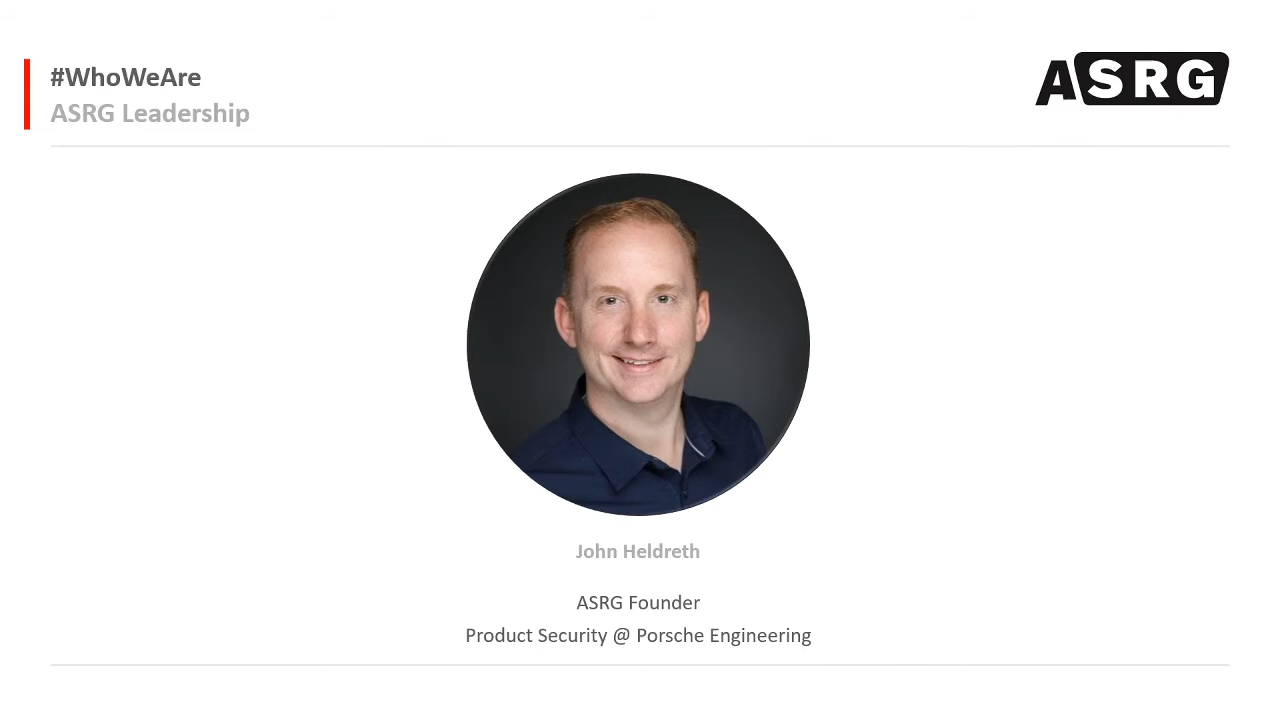 #WhoWeAre
ASRG Leadership
ASRG
John Heldreth
ASRG Founder
Product Security @ Porsche Engineering